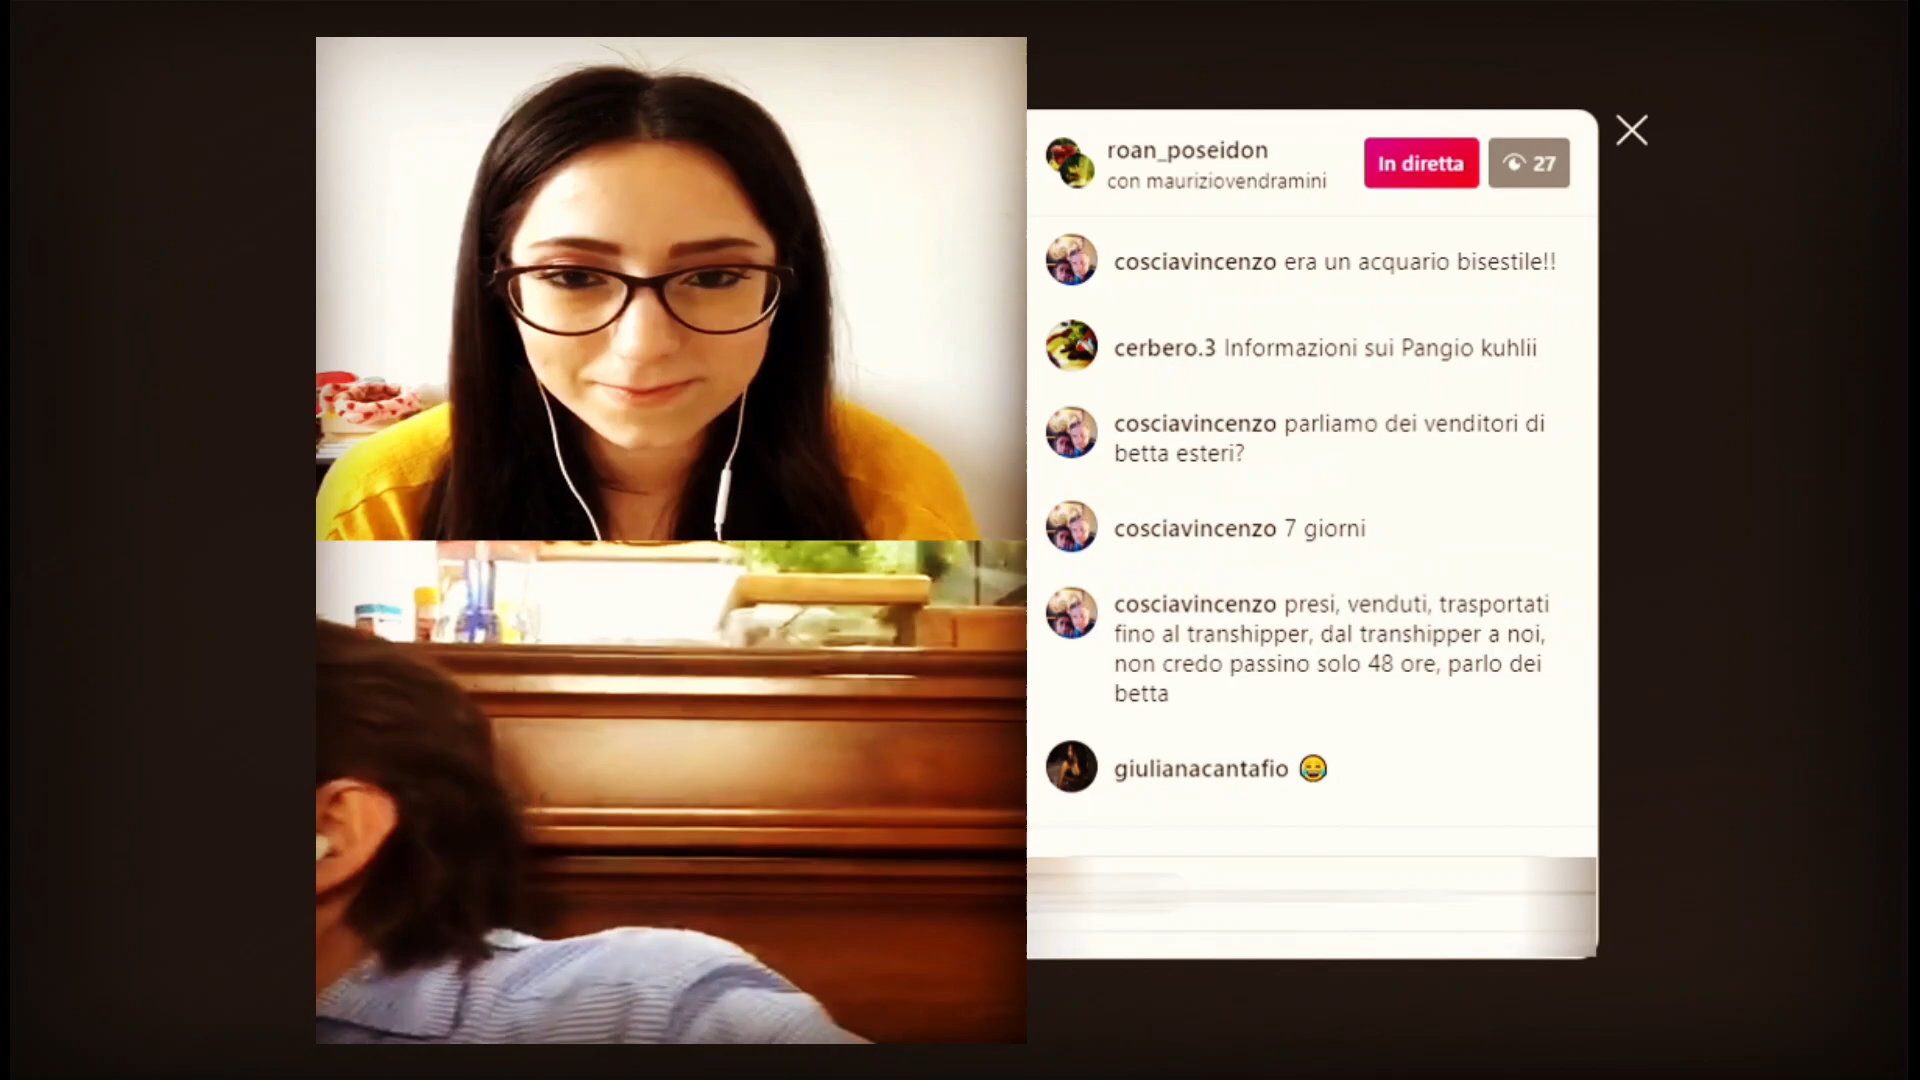 roan_poseidon
con mauriziovendramini
In diretta
27
cosciavincenzo era un acquario bisestile!!
cerbero.3 Informazioni sui Pangio kuhlii
cosciavincenzo parliamo dei venditori di
betta esteri?
cosciavincenzo 7 giorni
cosciavincenzo presi, venduti, trasportati
fino al transhipper, dal transhipper a noi,
non credo passino solo 48 ore, parlo dei
betta
giulianacantafio 😂